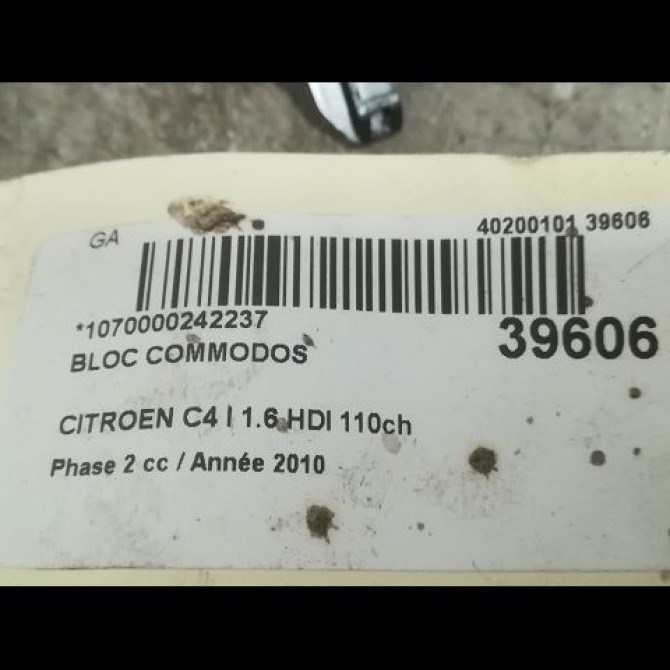 GA
40200101 39606
*1070000242237
39606
BLOC COMMODOS
CITROEN C4 I 1.6 HDI 110ch
Phase 2 cc / Année 2010